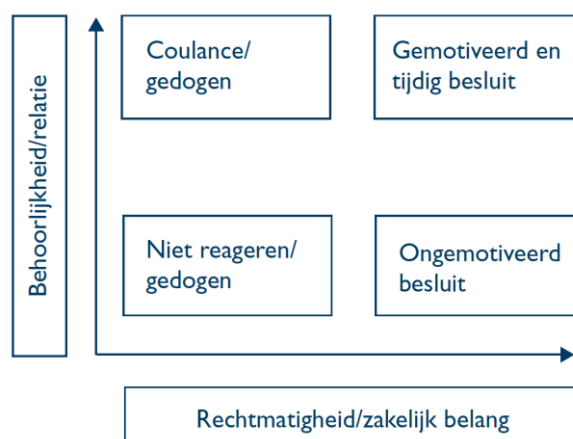 Behoorlijkheid/relatie
Coulance/
gedogen
Gemotiveerd en
tijdig besluit
Niet reageren/
gedogen
Ongemotiveerd
besluit
Rechtmatigheid/zakelijk belang